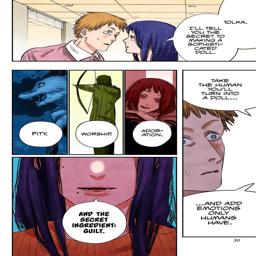 TOLKA.
I'LL TELL
YOU THE
SECRET TO
MAKING A
SOPHISTI-
CATED
DOLL.
TAKE
THE HUMAN
YOU'LL
TURN INTO
A DOLL...
PITY.
WORSHIP.
ADOR-
ATION.
...AND ADD
EMOTIONS
ONLY
HUMANS
HAVE.
AND THE
SECRET
INGREDIENT:
GUILT.